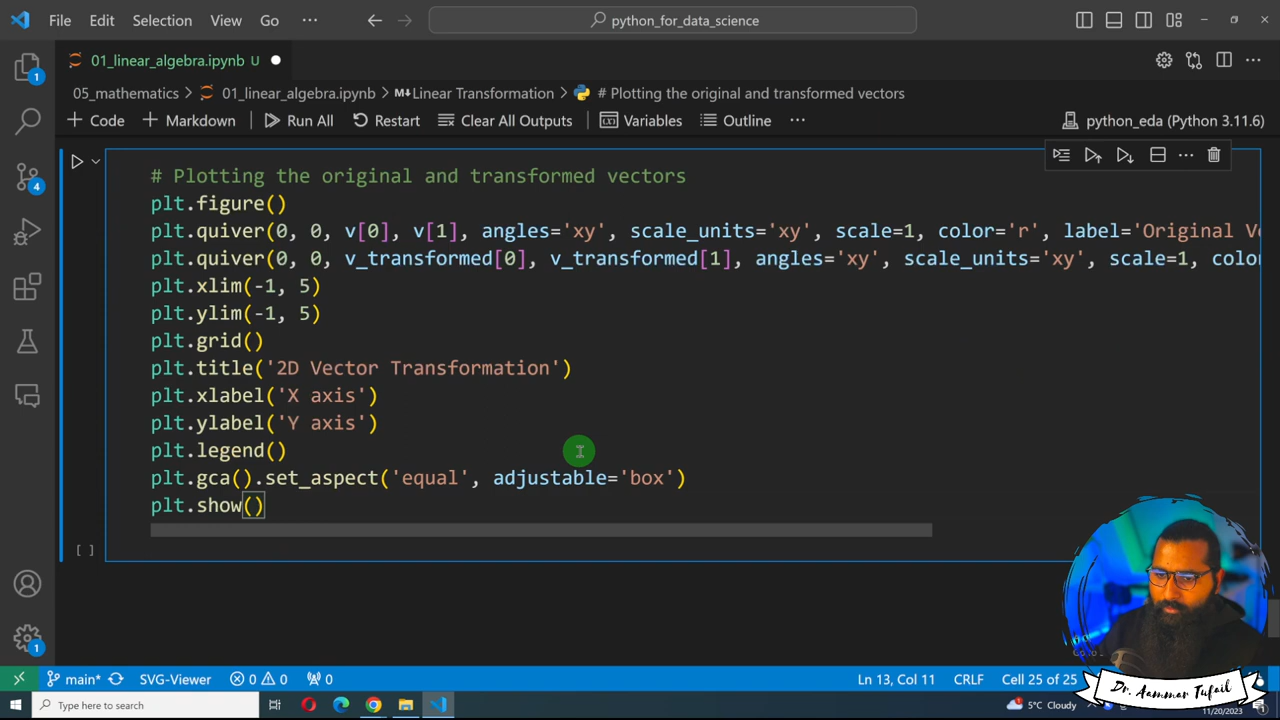 File Edit Selection View Go ··· python_for_data_science
01_linear_algebra.ipynb U
05_mathematics > 01_linear_algebra.ipynb > M↓Linear Transformation > # Plotting the original and transformed vectors
+ Code + Markdown Run All Restart Clear All Outputs Variables Outline ··· python_eda (Python 3.11.6)
# Plotting the original and transformed vectors
plt.figure()
plt.quiver(0, 0, v[0], v[1], angles='xy', scale_units='xy', scale=1, color='r', label='Original V
plt.quiver(0, 0, v_transformed[0], v_transformed[1], angles='xy', scale_units='xy', scale=1, colo
plt.xlim(-1, 5)
plt.ylim(-1, 5)
plt.grid()
plt.title('2D Vector Transformation')
plt.xlabel('X axis')
plt.ylabel('Y axis')
plt.legend()
plt.gca().set_aspect('equal', adjustable='box')
plt.show()
[ ]
1
4
1
main* SVG-Viewer 0 0 0 Ln 13, Col 11 CRLF Cell 25 of 25
Dr. Aammar Tufail
Type here to search 5°C Cloudy 11/20/2023